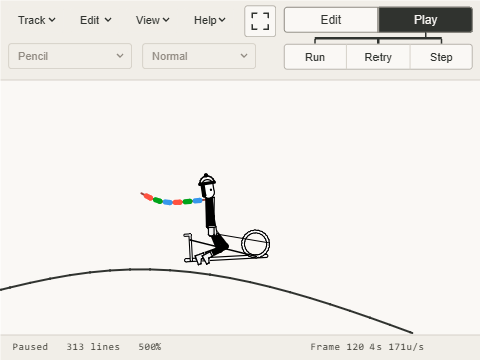 Track Edit View Help Edit Play
Pencil Normal Run Retry Step
Paused 313 lines 500% Frame 120 4s 171u/s